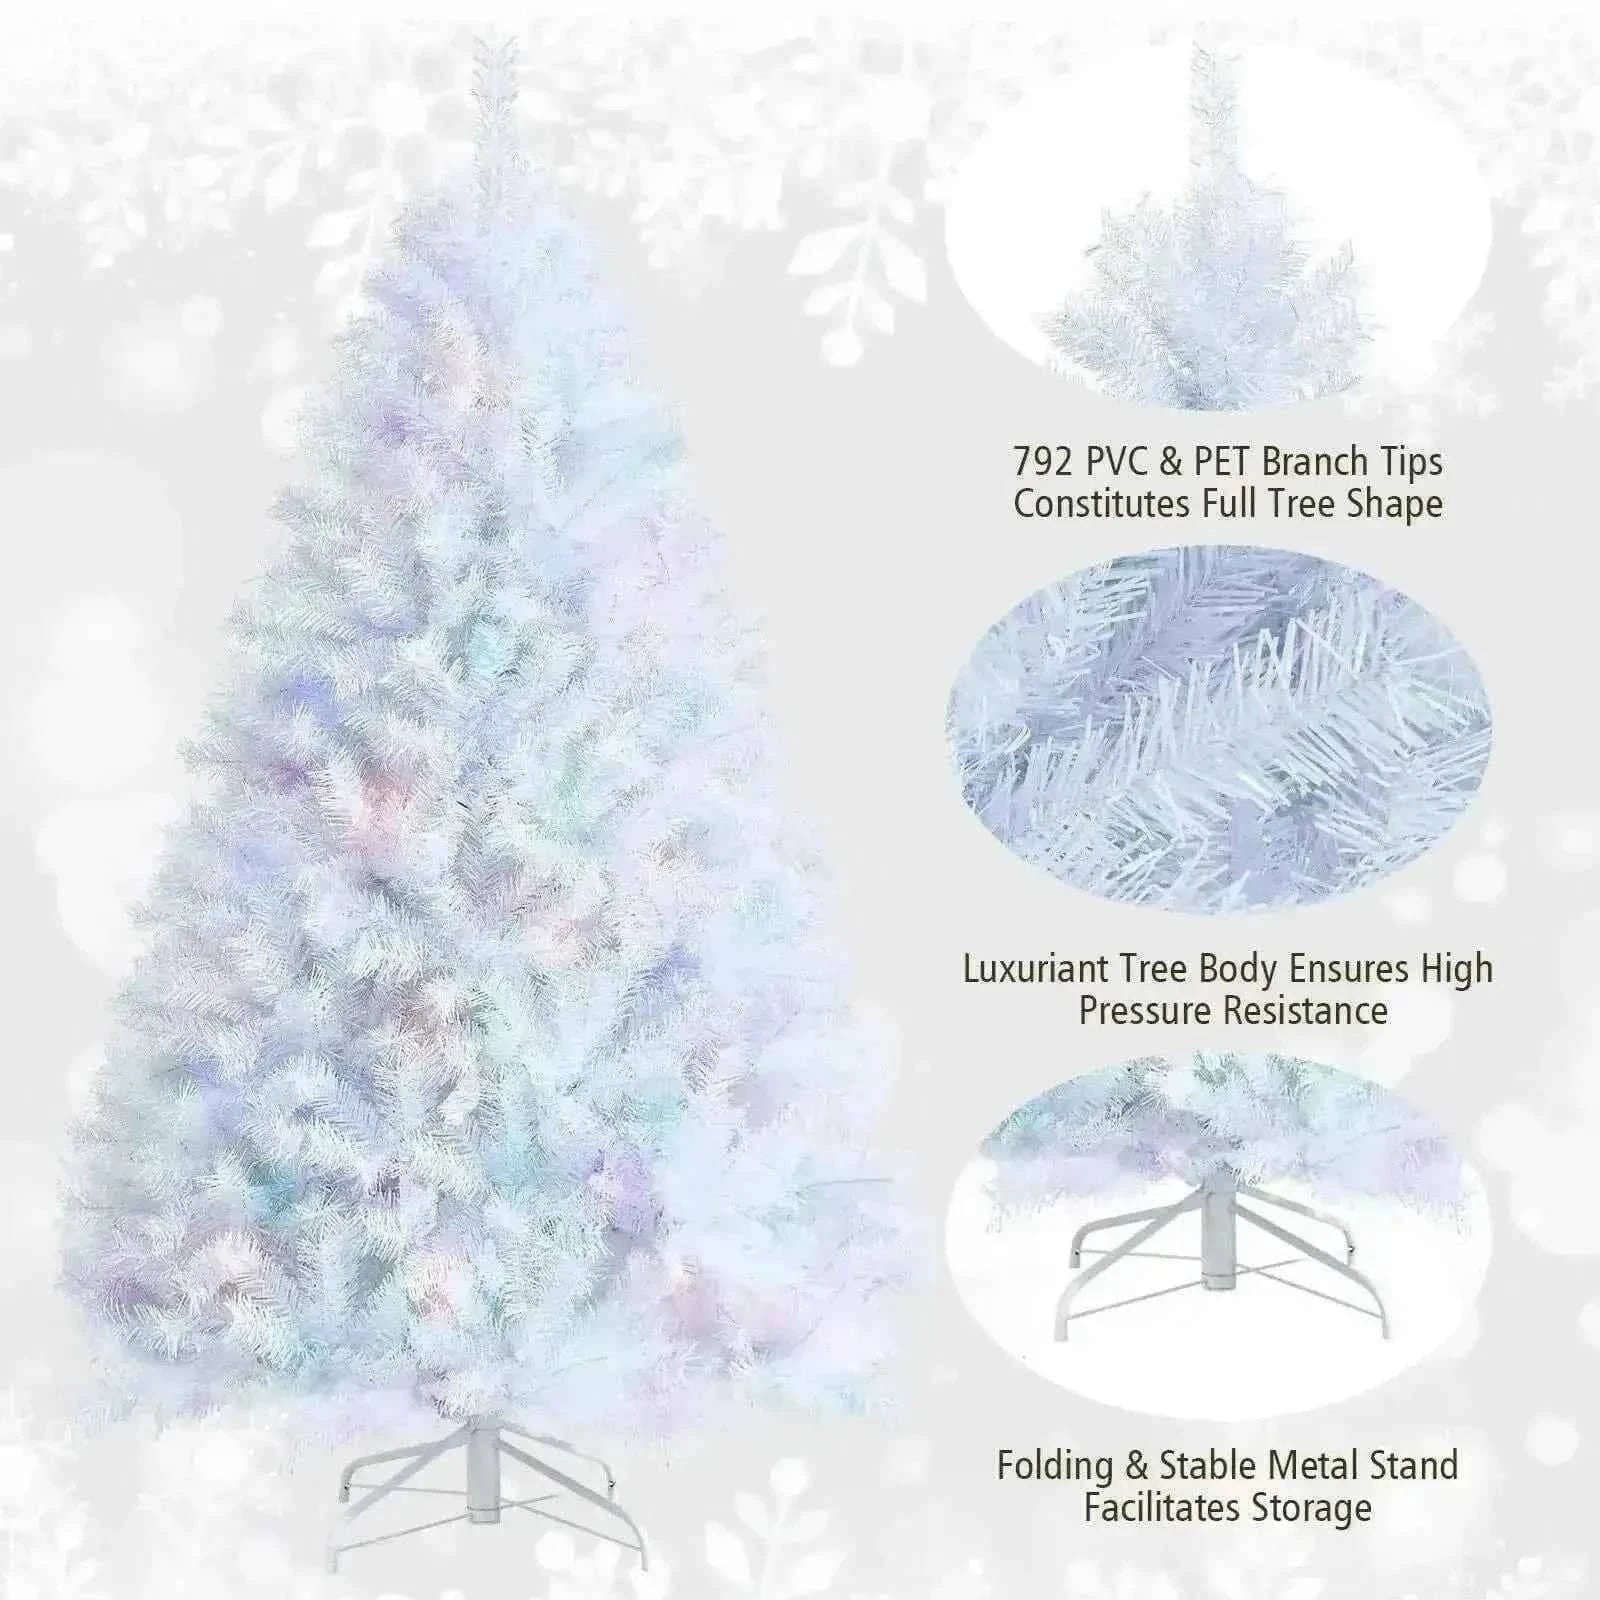 792 PVC & PET Branch Tips
Constitutes Full Tree Shape
Luxuriant Tree Body Ensures High
Pressure Resistance
Folding & Stable Metal Stand
Facilitates Storage